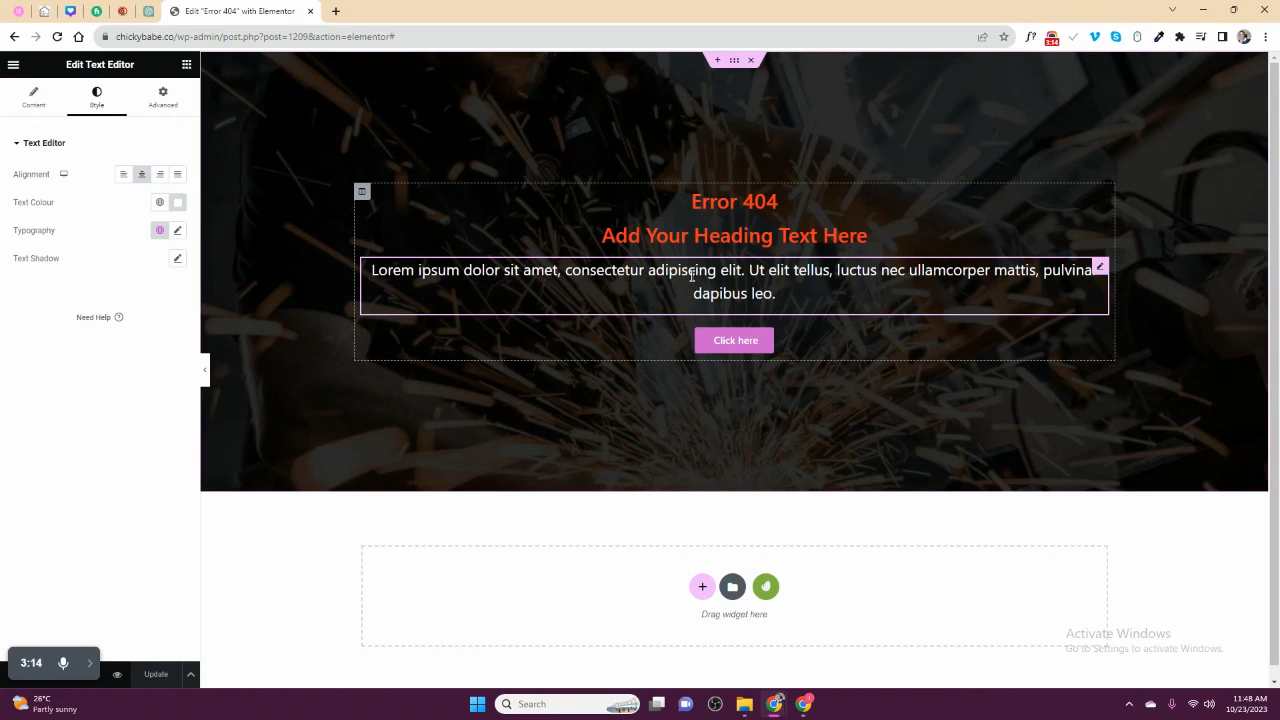 Edit "Error 404" with Elementor
chickybabe.co/wp-admin/post.php?post=1209&action=elementor#
3:14
Edit Text Editor
Content
Style
Advanced
Text Editor
Alignment
Text Colour
Typography
Text Shadow
Need Help
Error 404
Add Your Heading Text Here
Lorem ipsum dolor sit amet, consectetur adipiscing elit. Ut elit tellus, luctus nec ullamcorper mattis, pulvinar
dapibus leo.
Click here
Drag widget here
Activate Windows
Go to Settings to activate Windows.
3:14
Update
26°C
Partly sunny
Search
11:48 AM
10/23/2023